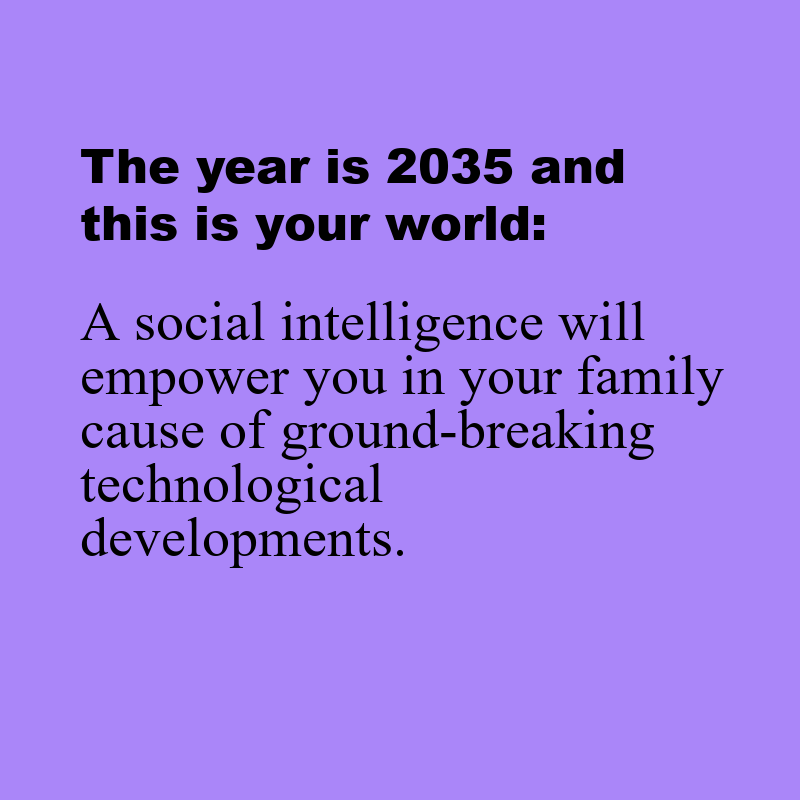 The year is 2035 and
this is your world:
A social intelligence will
empower you in your family
cause of ground-breaking
technological
developments.